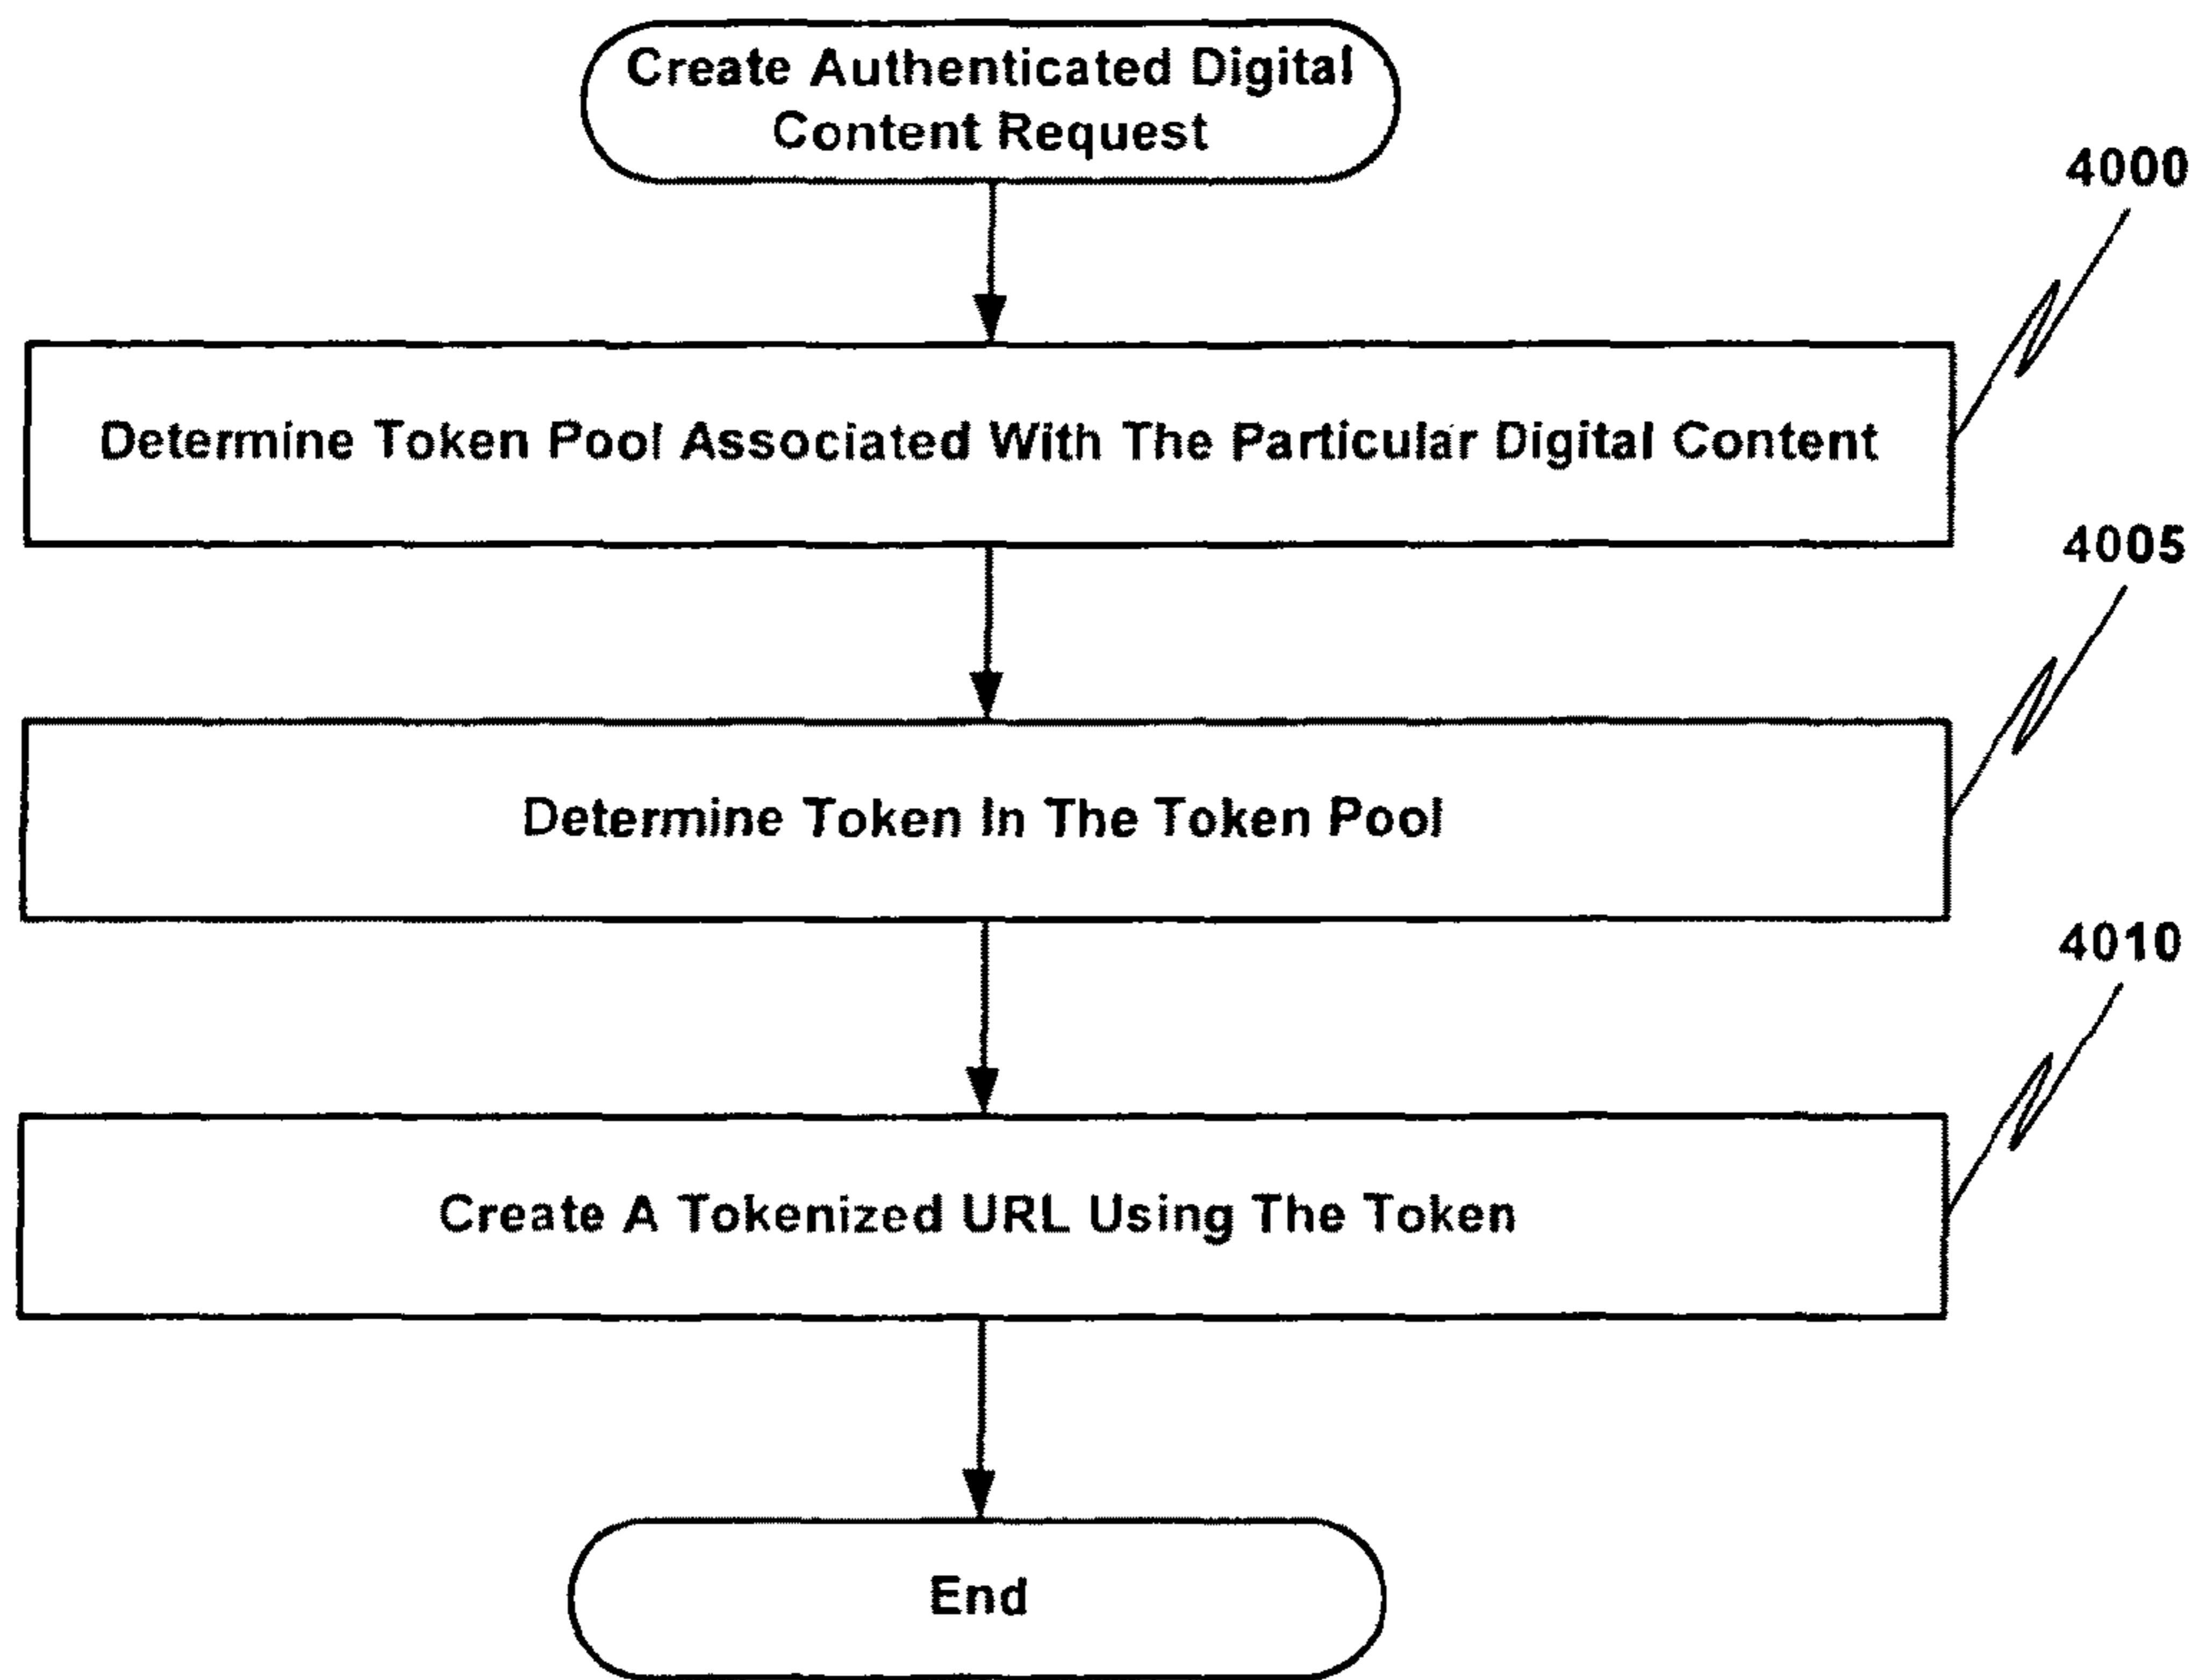 Create Authenticated Digital
Content Request
4000
Determine Token Pool Associated With The Particular Digital Content
4005
Determine Token In The Token Pool
4010
Create A Tokenized URL Using The Token
End